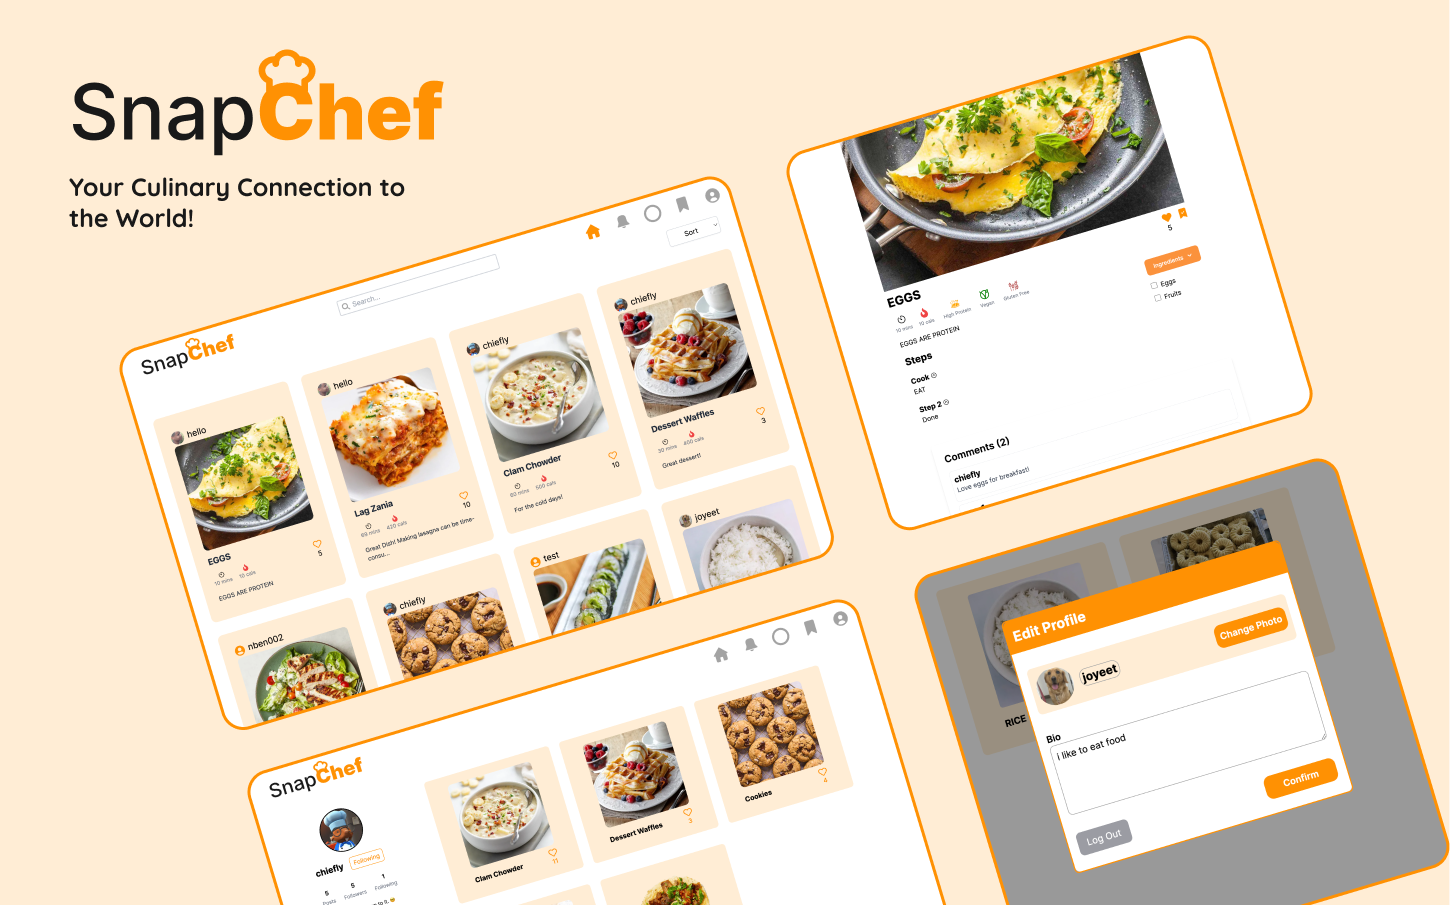 SnapChef
Your Culinary Connection to
the World!
Sort
Search...
SnapChef
hello
EGGS
10 mins
10 cals
5
EGGS ARE PROTEIN
hello
Lag Zania
69 mins
420 cals
10
Great Dish! Making lasagna can be time-
consu...
chiefly
Clam Chowder
60 mins
500 cals
10
For the cold days!
chiefly
Dessert Waffles
30 mins
800 cals
3
Great dessert!
nben002
chiefly
test
joyeet
5
Ingredients
Eggs
Fruits
EGGS
10 mins
10 cals
High Protein
Vegan
Gluten Free
EGGS ARE PROTEIN
Steps
Cook
EAT
Step 2
Done
Comments (2)
chiefly
Love eggs for breakfast!
SnapChef
chiefly
Following
5
Posts
5
Followers
1
Following
Clam Chowder
11
Dessert Waffles
3
Cookies
4
RICE
Edit Profile
Change Photo
joyeet
Bio
I like to eat food
Confirm
Log Out